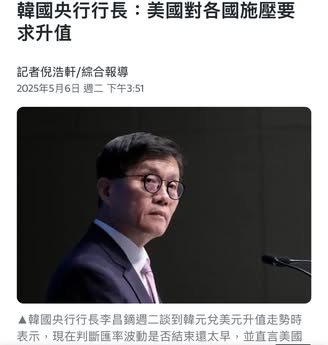 韓國央行行長：美國對各國施壓要
求升值
記者倪浩軒/綜合報導
2025年5月6日 週二 下午3:51
▲韓國央行行長李昌鏞週二談到韓元兌美元升值走勢時
表示，現在判斷匯率波動是否結束還太早，並直言美國